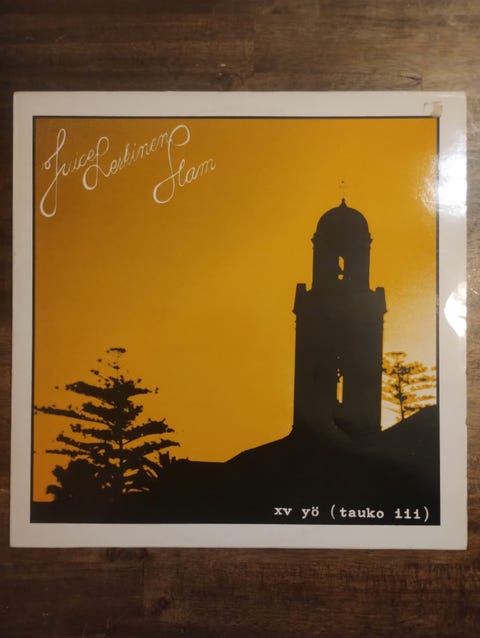 Juice Leskinen Slam
xv yö (tauko iii)